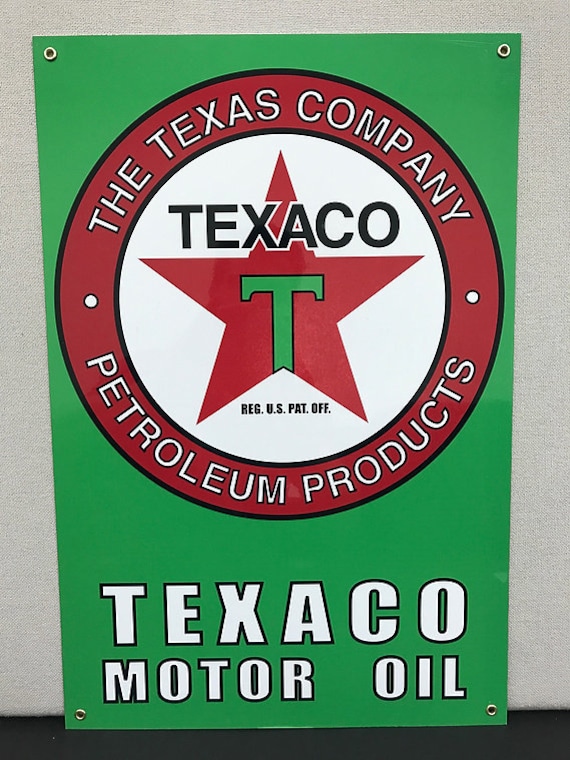 THE TEXAS COMPANY
TEXACO
T
REG. U.S. PAT. OFF.
PETROLEUM PRODUCTS
TEXACO
MOTOR OIL